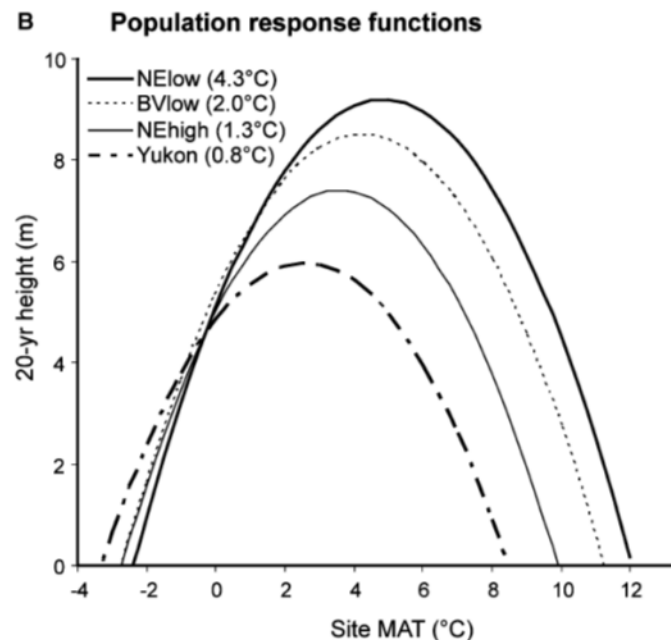 B Population response functions
10
NElow (4.3°C)
BVlow (2.0°C)
NEhigh (1.3°C)
Yukon (0.8°C)
8
6
4
2
0
20-yr height (m)
-4 -2 0 2 4 6 8 10 12
Site MAT (°C)